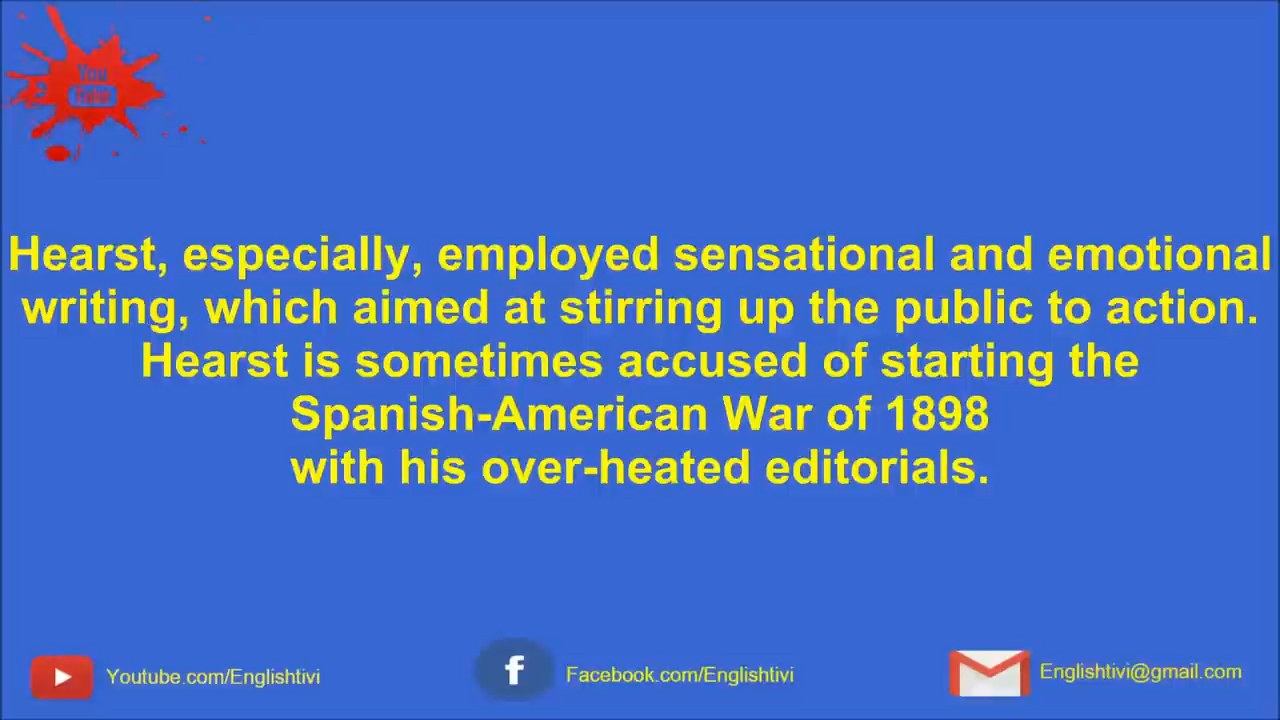 You
Tube
Hearst, especially, employed sensational and emotional
writing, which aimed at stirring up the public to action.
Hearst is sometimes accused of starting the
Spanish-American War of 1898
with his over-heated editorials.
Youtube.com/Englishtivi
f
Facebook.com/Englishtivi
Englishtivi@gmail.com